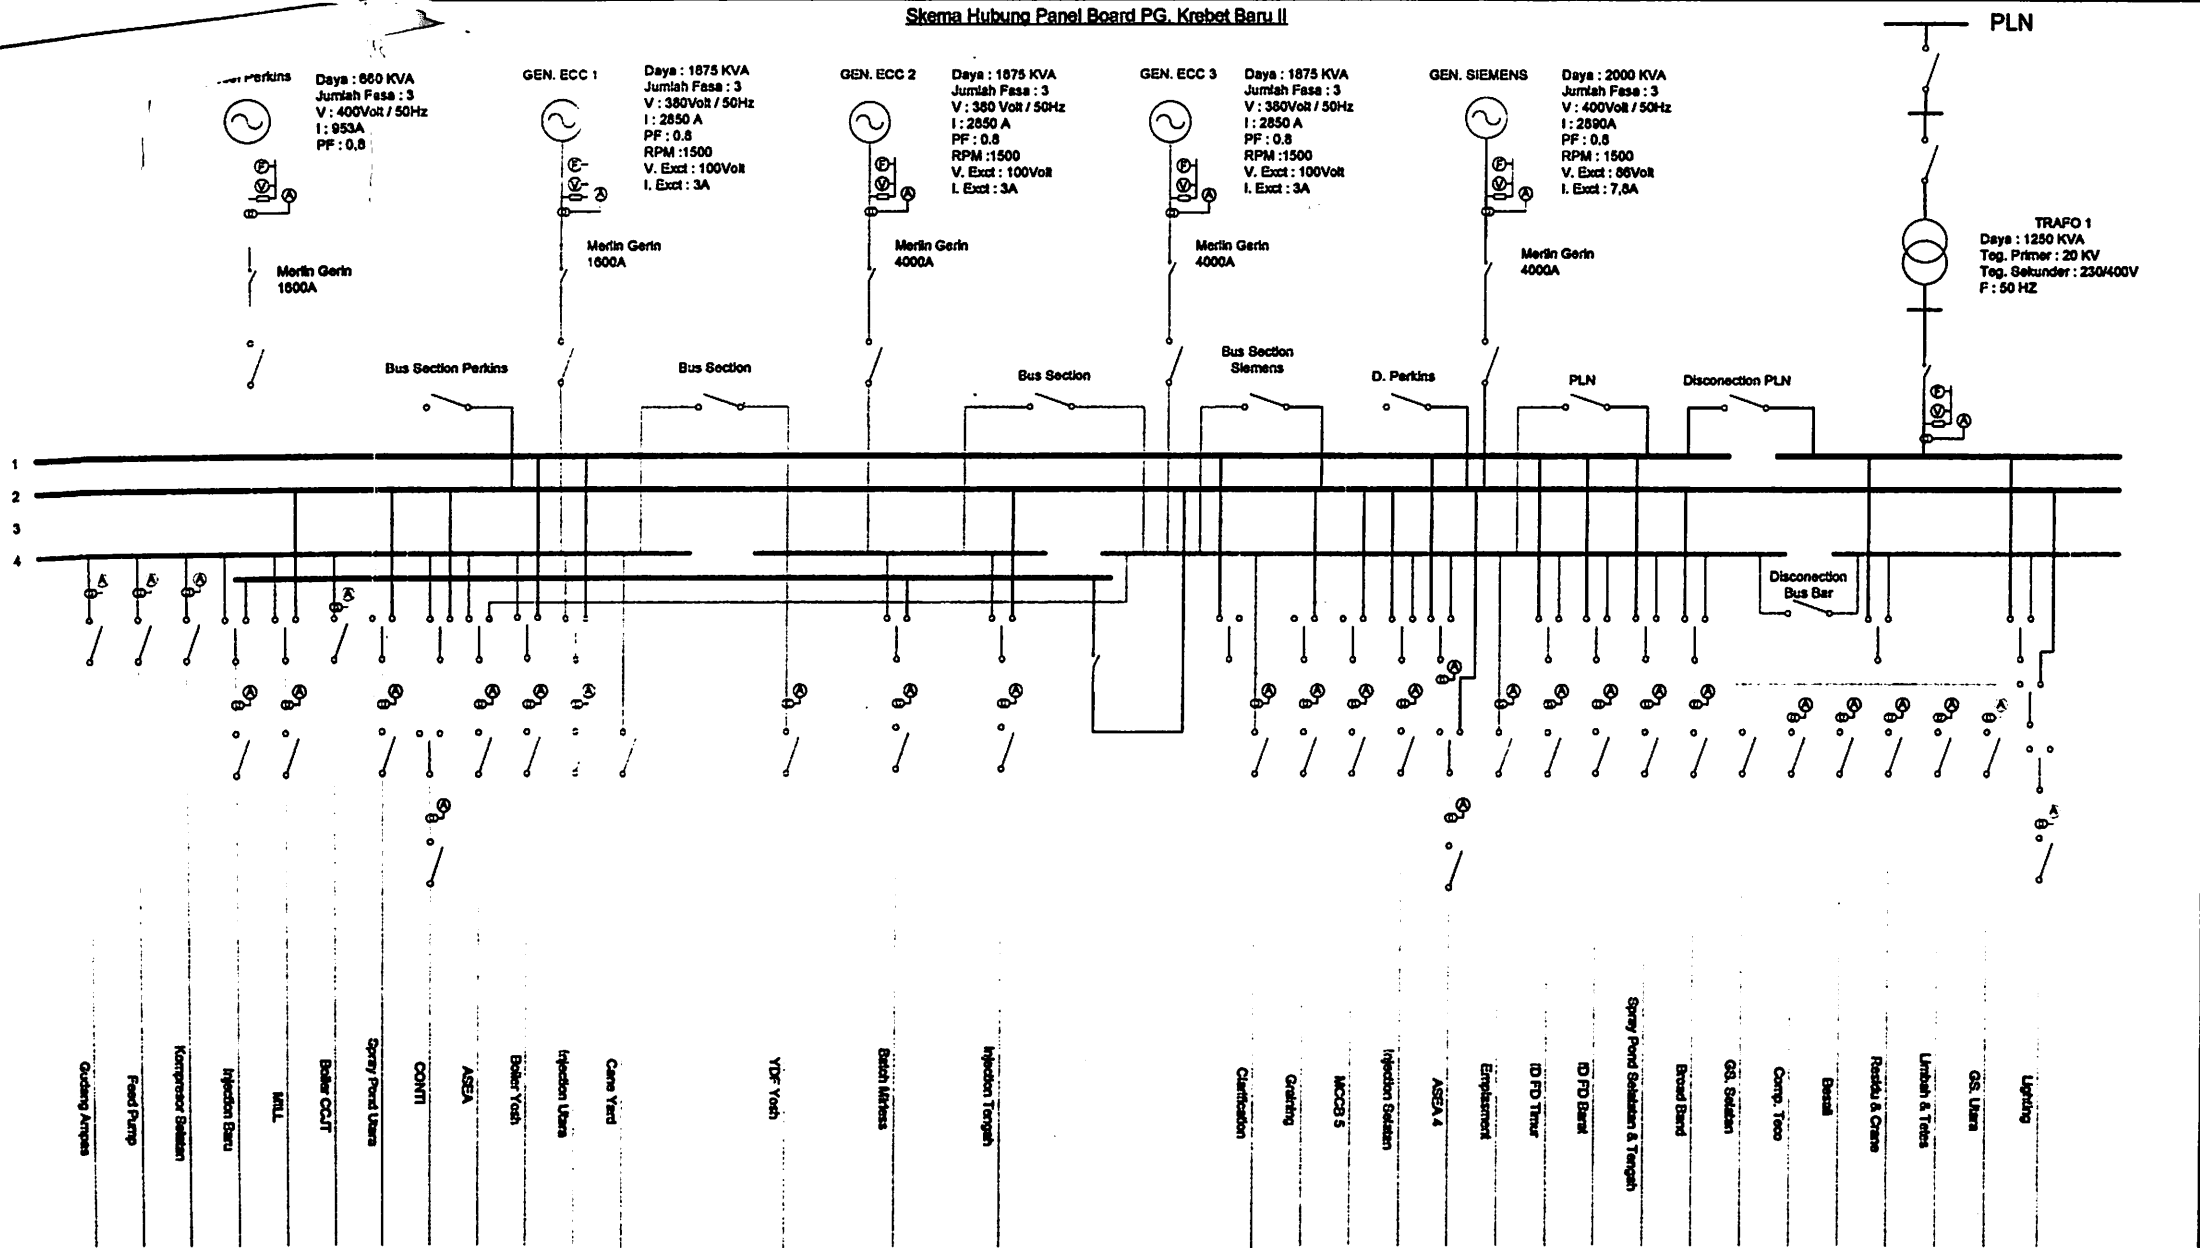 Skema Hubung Panel Board PG. Krebet Baru II
PLN
Perkins
Daya : 660 KVA
Jumlah Fasa : 3
V : 400Volt / 50Hz
I : 953A
PF : 0,8
GEN. ECC 1
Daya : 1875 KVA
Jumlah Fasa : 3
V : 380Volt / 50Hz
I : 2850 A
PF : 0.8
RPM :1500
V. Exct : 100Volt
I. Exct : 3A
GEN. ECC 2
Daya : 1875 KVA
Jumlah Fasa : 3
V : 380 Volt / 50Hz
I : 2850 A
PF : 0.8
RPM :1500
V. Exct : 100Volt
I. Exct : 3A
GEN. ECC 3
Daya : 1875 KVA
Jumlah Fasa : 3
V : 380Volt / 50Hz
I : 2850 A
PF : 0.8
RPM :1500
V. Exct : 100Volt
I. Exct : 3A
GEN. SIEMENS
Daya : 2000 KVA
Jumlah Fasa : 3
V : 400Volt / 50Hz
I : 2890A
PF : 0,8
RPM : 1500
V. Exct : 86Volt
I. Exct : 7,8A
TRAFO 1
Daya : 1250 KVA
Teg. Primer : 20 KV
Teg. Sekunder : 230/400V
F : 50 HZ
Merlin Gerin
1600A
Merlin Gerin
1600A
Merlin Gerin
4000A
Merlin Gerin
4000A
Merlin Gerin
4000A
Bus Section Perkins
Bus Section
Bus Section
Bus Section
Siemens
D. Perkins
PLN
Disconection PLN
1
2
3
4
Disconection
Bus Bar
Gudang Ampas
Feed Pump
Kompresor Selatan
Injection Baru
MILL
Boiler CCJT
Spray Pond Utara
CONTI
ASEA
Boiler Yosh
Injection Utara
Cane Yard
YDF Yosh
Batch Mirless
Injection Tengah
Clarification
Graining
MCCB 5
Injection Selatan
ASEA 4
Emplasment
ID FD Timur
ID FD Barat
Spray Pond Selatan & Tengah
Broad Band
GS. Selatan
Comp. Teco
Besali
Residu & Crane
Limbah & Tetes
GS. Utara
Lighting